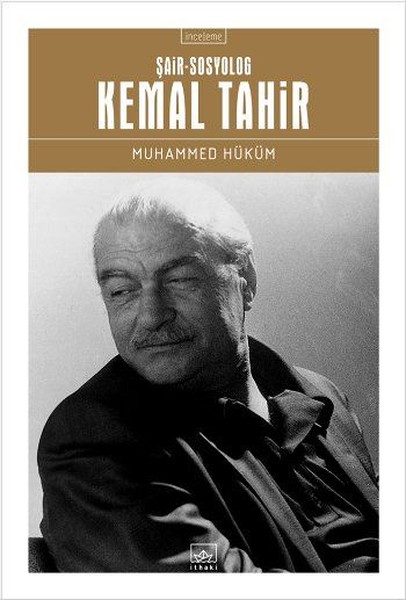 inceleme
ŞAİR-SOSYOLOG
KEMAL TAHİR
MUHAMMED HÜKÜM
ithaki